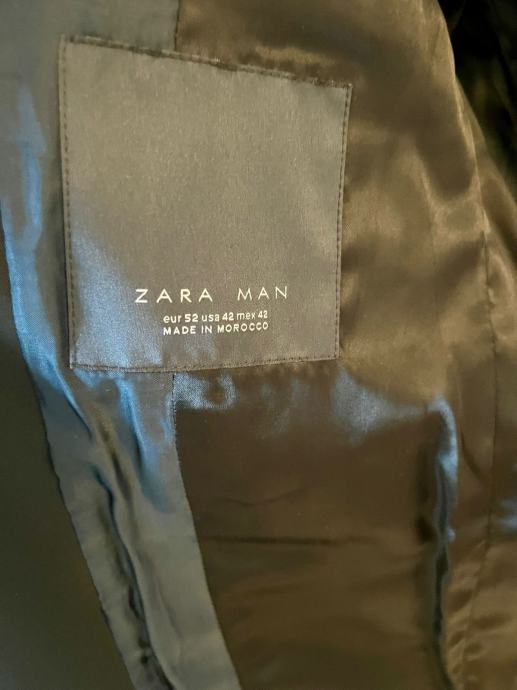 ZARA MAN
eur 52 usa 42 mex 42
MADE IN MOROCCO